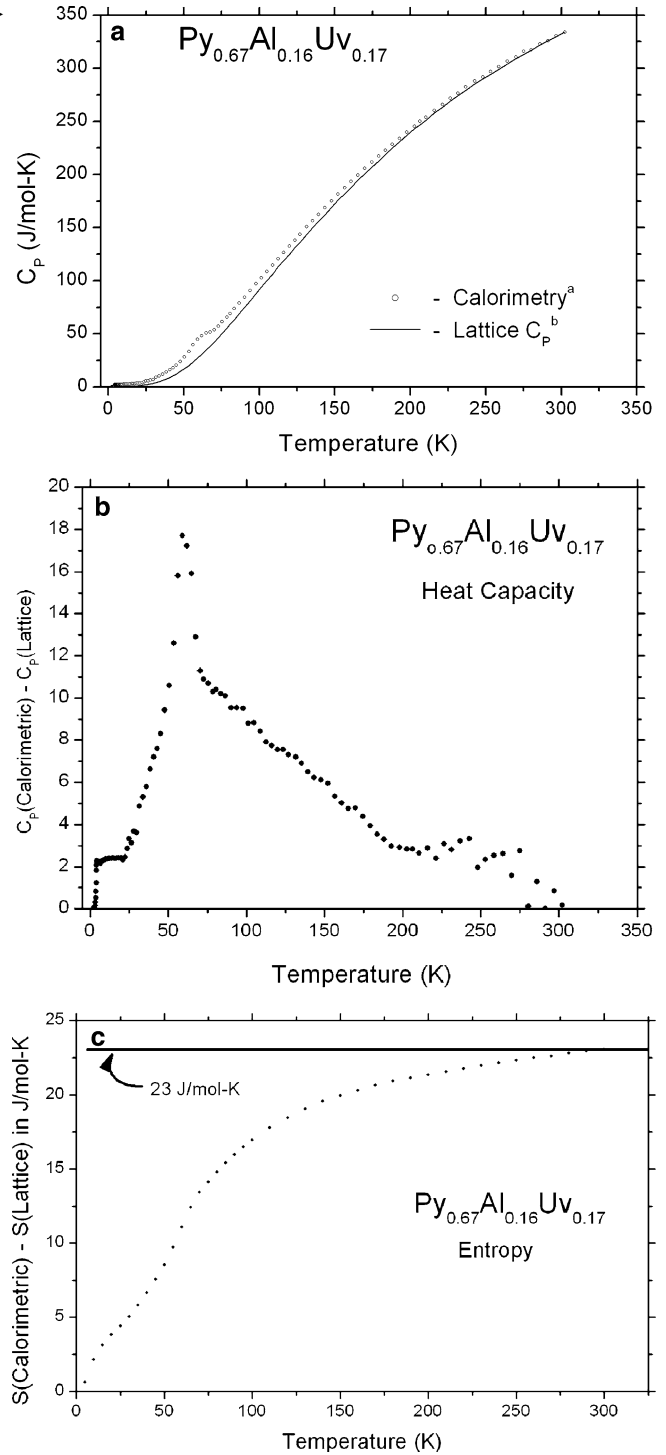 a
Py0.67Al0.16Uv0.17
350
300
250
200
150
100
50
0
CP (J/mol-K)
- Calorimetrya
- Lattice CPb
0 50 100 150 200 250 300 350
Temperature (K)
b
Pyo.67Al0.16Uv0.17
Heat Capacity
20
18
16
14
12
10
8
6
4
2
0
CP(Calorimetric) - CP(Lattice)
0 50 100 150 200 250 300 350
Temperature (K)
c
23 J/mol-K
Py0.67Al0.16Uv0.17
Entropy
25
20
15
10
5
0
S(Calorimetric) - S(Lattice) in J/mol-K
0 50 100 150 200 250 300
Temperature (K)